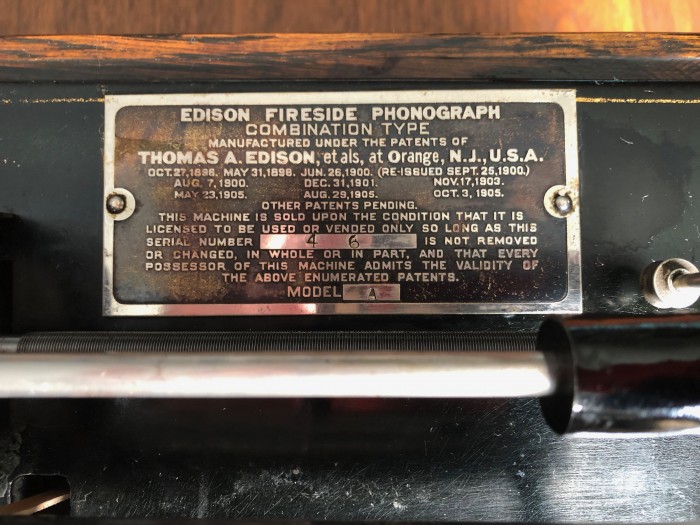 EDISON FIRESIDE PHONOGRAPH
COMBINATION TYPE
MANUFACTURED UNDER THE PATENTS OF
THOMAS A. EDISON, et als, at Orange, N.J., U.S.A.
OCT. 27, 1896. MAY 31, 1898. JUN. 26, 1900. (RE-ISSUED SEPT. 25, 1900.)
AUG. 7, 1900. DEC. 31, 1901. NOV. 17, 1903.
MAY 23, 1905. AUG. 29, 1905. OCT. 3, 1905.
OTHER PATENTS PENDING.
THIS MACHINE IS SOLD UPON THE CONDITION THAT IT IS
LICENSED TO BE USED OR VENDED ONLY SO LONG AS THIS
SERIAL NUMBER 4 6 IS NOT REMOVED
OR CHANGED, IN WHOLE OR IN PART, AND THAT EVERY
POSSESSOR OF THIS MACHINE ADMITS THE VALIDITY OF
THE ABOVE ENUMERATED PATENTS.
MODEL A